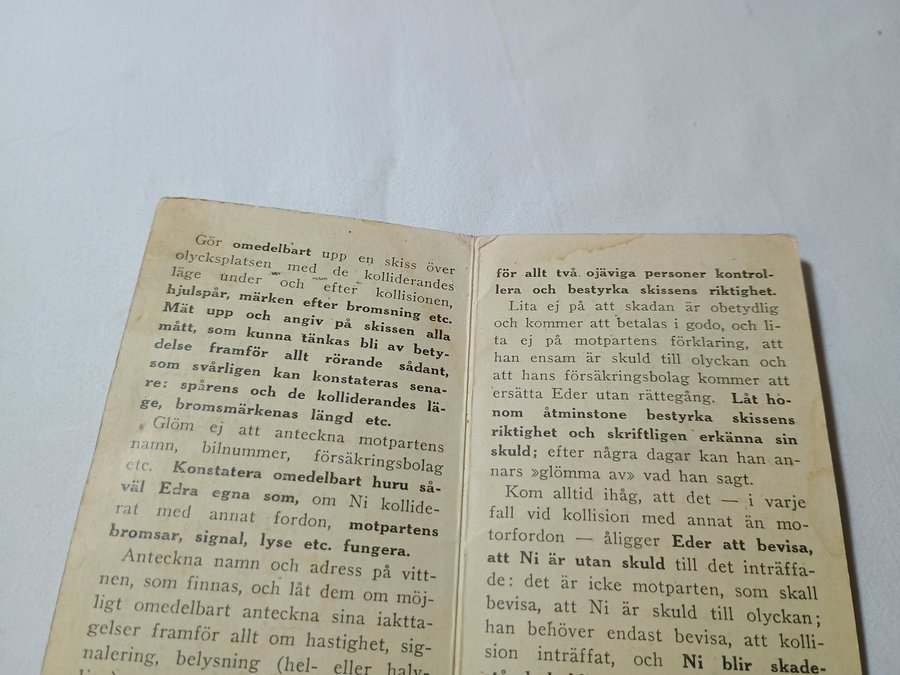 Gör omedelbart upp en skiss över
olycksplatsen med de kolliderandes
läge under och efter kollisionen,
hjulspår, märken efter bromsning etc.
Mät upp och angiv på skissen alla
mått, som kunna tänkas bli av bety-
delse framför allt rörande sådant,
som svårligen kan konstateras sena-
re: spårens och de kolliderandes lä-
ge, bromsmärkenas längd etc.
Glöm ej att anteckna motpartens
namn, bilnummer, försäkringsbolag
etc. Konstatera omedelbart huru så-
väl Edra egna som, om Ni kollide-
rat med annat fordon, motpartens
bromsar, signal, lyse etc. fungera.
Anteckna namn och adress på vitt-
nen, som finnas, och låt dem om möj-
ligt omedelbart anteckna sina iaktta-
gelser framför allt om hastighet, sig-
nalering, belysning (hel- eller halv-
för allt två ojäviga personer kontrol-
lera och bestyrka skissens riktighet.
Lita ej på att skadan är obetydlig
och kommer att betalas i godo, och li-
ta ej på motpartens förklaring, att
han ensam är skuld till olyckan och
att hans försäkringsbolag kommer att
ersätta Eder utan rättegång. Låt ho-
nom åtminstone bestyrka skissens
riktighet och skriftligen erkänna sin
skuld; efter några dagar kan han an-
nars »glömma av» vad han sagt.
Kom alltid ihåg, att det — i varje
fall vid kollision med annat än mo-
torfordon — åligger Eder att bevisa,
att Ni är utan skuld till det inträffa-
de: det är icke motparten, som skall
bevisa, att Ni är skuld till olyckan;
han behöver endast bevisa, att kolli-
sion inträffat, och Ni blir skade-